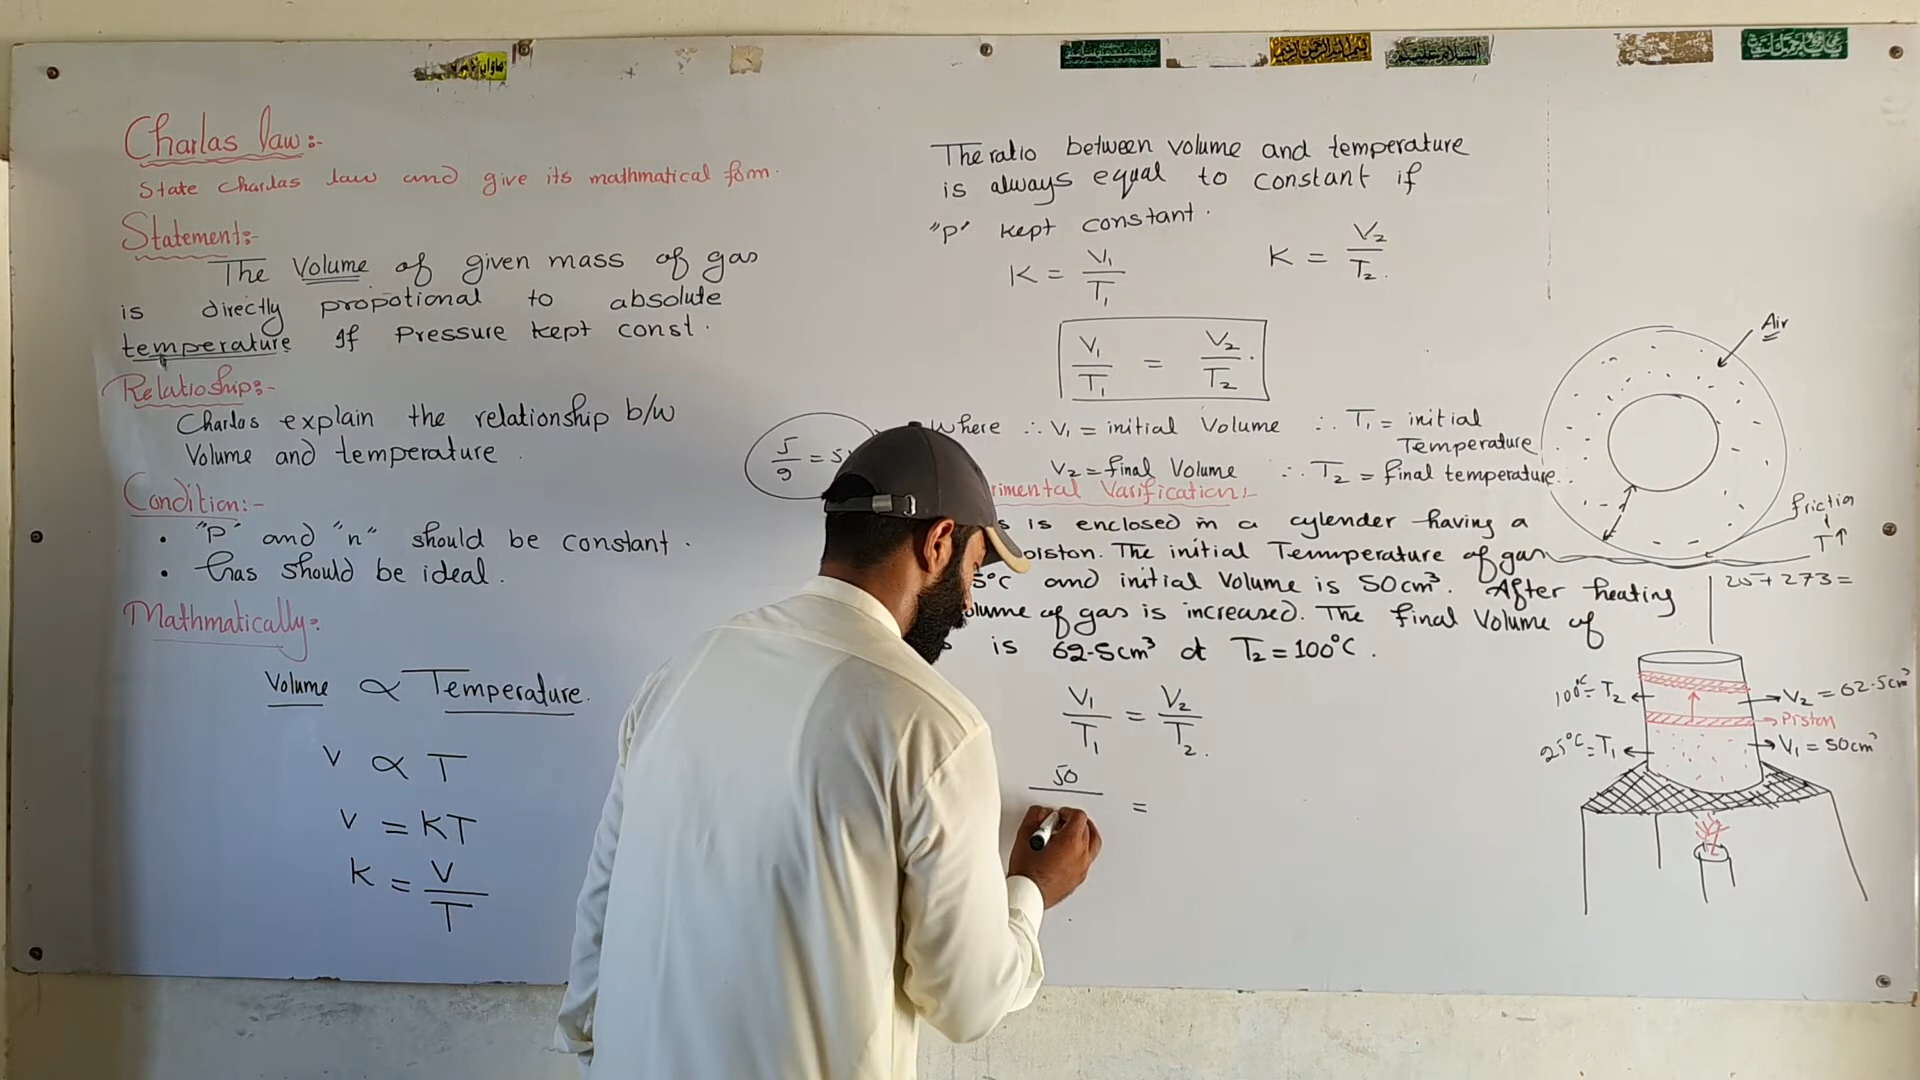 Charlas law:-
State Charlas law and give its mathmatical form.
Statement:-
The Volume of given mass of gas
is directly propotional to absolute
temperature If Pressure kept const.
Relatioship:-
Charlas explain the relationship b/w
Volume and temperature.
Condition:-
• "P" and "n" should be constant.
• Gas should be ideal.
Mathmatically:
Volume ∝ Temperature.
V ∝ T
V = KT
K = V/T
The ratio between volume and temperature
is always equal to constant if
"P" kept constant.
K = V₁/T₁ K = V₂/T₂.
V₁/T₁ = V₂/T₂.
Where ∴ V₁ = initial Volume ∴ T₁ = initial Temperature
V₂ = final Volume ∴ T₂ = final temperature.
5/9 = 5
Varification:-
is enclosed in a cylender having a
piston. The initial Temperature of gas
5°C and initial Volume is 50cm³. After heating
of gas is increased. The final Volume of
is 62.5cm³ at T₂ = 100°C.
V₁/T₁ = V₂/T₂.
50
=
Air
friction
T↑
25+273=
100°C = T₂
V₂ = 62.5cm³
Piston
25°C = T₁
V₁ = 50cm³